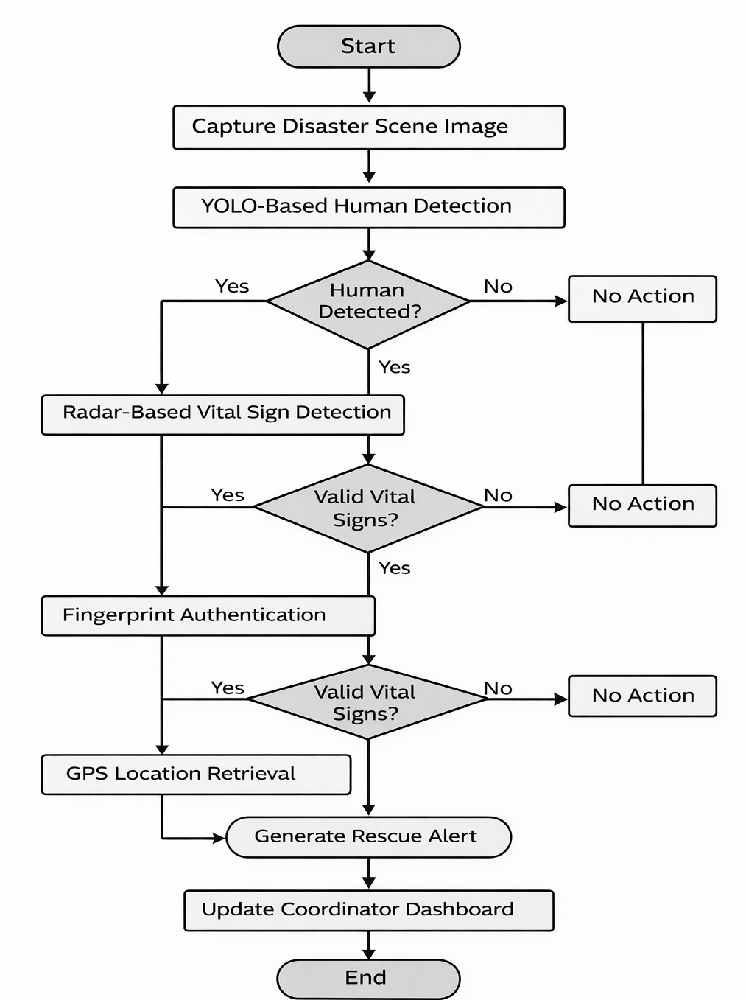 Start
Capture Disaster Scene Image
YOLO-Based Human Detection
Yes
Human
Detected?
No
No Action
Yes
Radar-Based Vital Sign Detection
Yes
Valid Vital
Signs?
No
No Action
Yes
Fingerprint Authentication
Yes
Valid Vital
Signs?
No
No Action
GPS Location Retrieval
Generate Rescue Alert
Update Coordinator Dashboard
End